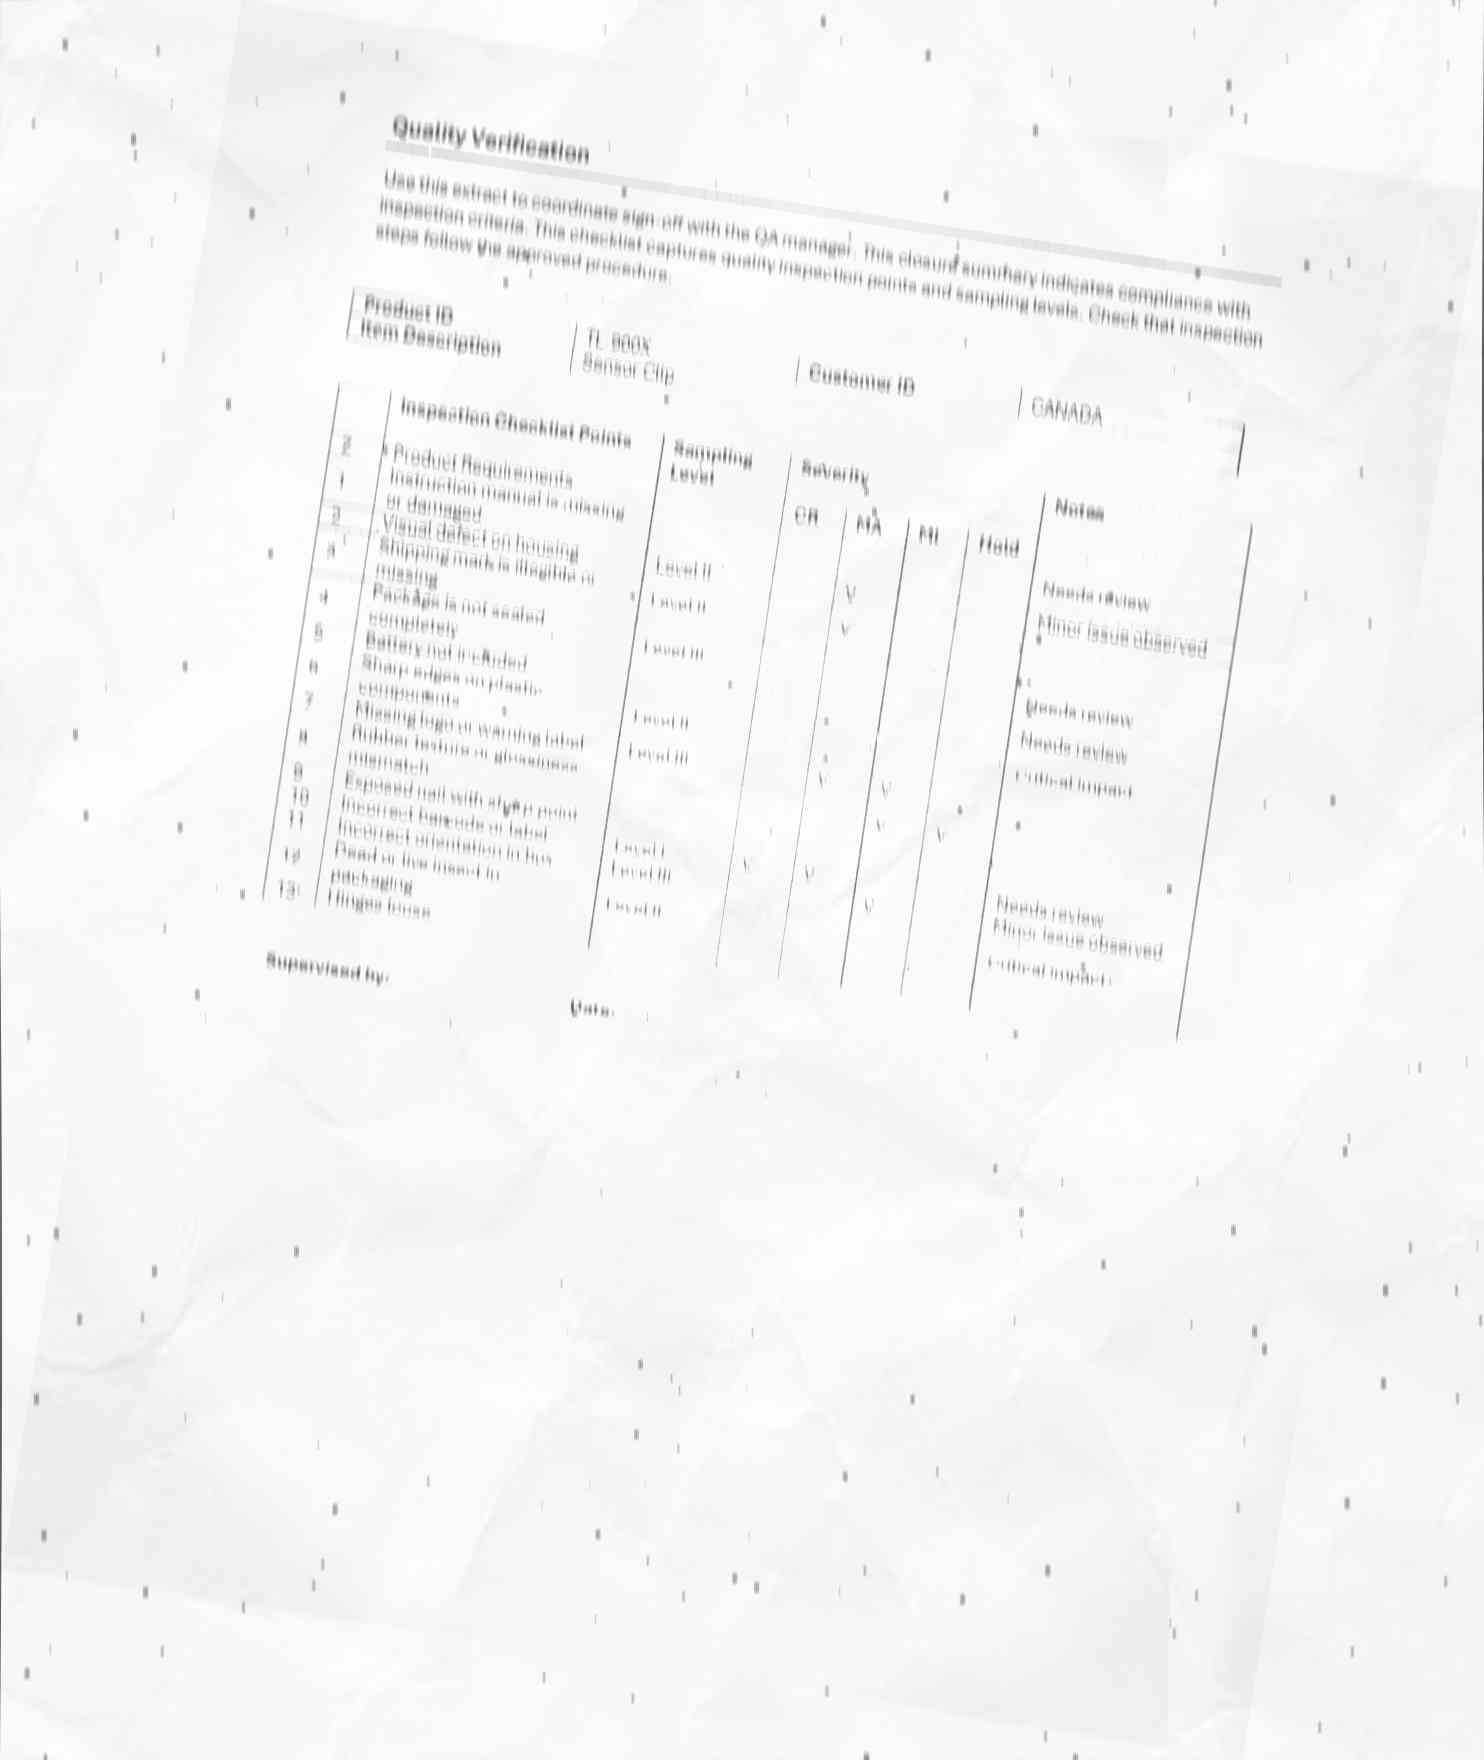 Quality Verification
Use this extract to coordinate sign-off with the QA manager. This closure summary indicates compliance with
inspection criteria. This checklist captures quality inspection points and sampling levels. Check that inspection
steps follow the approved procedure.
Product ID TL-900X Customer ID CANADA
Item Description Sensor Clip
Inspection Checklist Points Sampling Level Severity Notes
CR MA MI Hold
2 Product Requirements
1 Instruction manual is missing Needs review
or damaged
2 Visual defect on housing Level II V Minor issue observed
3 Shipping mark is illegible or Level II V
missing
4 Package is not sealed Level III Needs review
completely
5 Battery not included Needs review
6 Sharp edges on plastic Level II Critical impact
components
7 Missing logo or warning label Level III V V
8 Rubber texture or glossiness V V
mismatch
9 Exposed nail with sharp point
10 Incorrect barcode or label Level I V V Needs review
11 Incorrect orientation in box Level III V Minor issue observed
12 Dead or live insect in Level II Critical impact
packaging
13 Hinges loose
Supervised by:
Date: